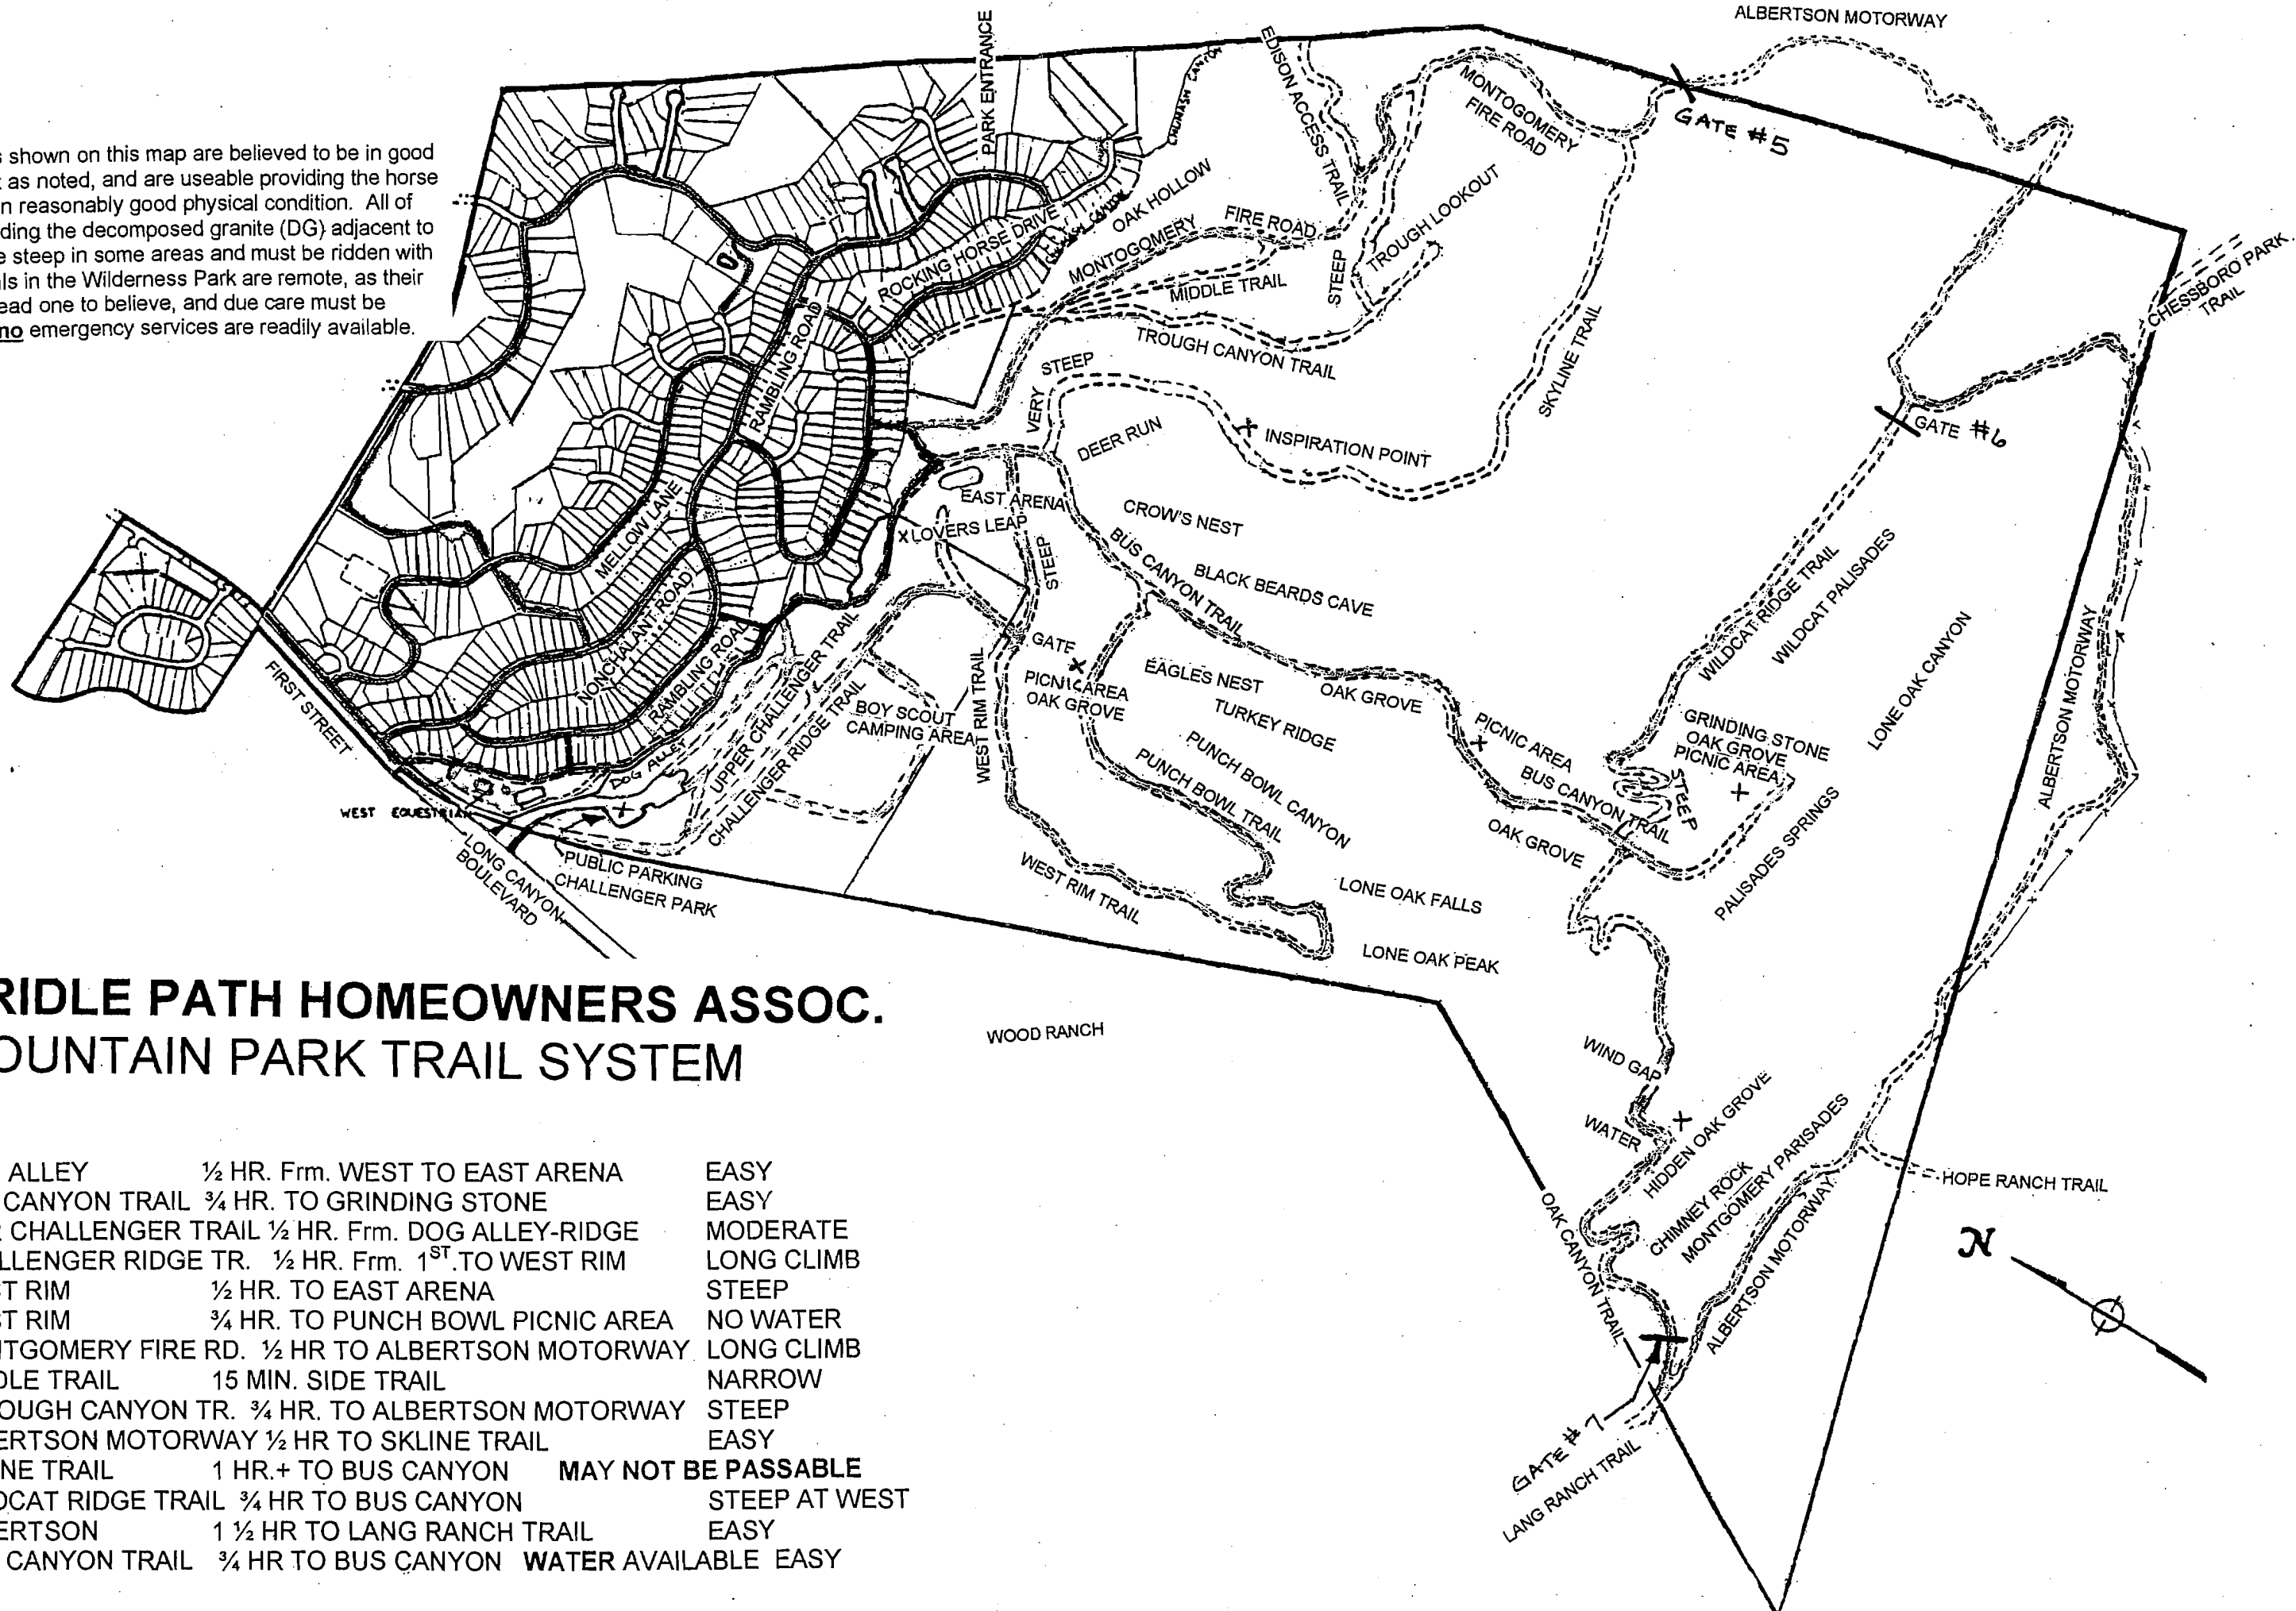 ALBERTSON MOTORWAY
PARK ENTRANCE
EDISON ACCESS TRAIL
CANYON
MONTOGOMERY
FIRE ROAD
GATE #5
s shown on this map are believed to be in good
as noted, and are useable providing the horse
n reasonably good physical condition. All of
ding the decomposed granite (DG) adjacent to
e steep in some areas and must be ridden with
ls in the Wilderness Park are remote, as their
ead one to believe, and due care must be
no emergency services are readily available.
OAK HOLLOW
TROUGH LOOKOUT
ROCKING HORSE DRIVE
CANYON
MONTGOMERY
FIRE ROAD
STEEP
MIDDLE TRAIL
CHESSBORO PARK
TRAIL
RAMBLING ROAD
TROUGH CANYON TRAIL
SKYLINE TRAIL
VERY
STEEP
DEER RUN
X INSPIRATION POINT
GATE #6
MELLOW LANE
EAST ARENA
X LOVERS LEAP
CROW'S NEST
STEEP
BUS CANYON TRAIL
BLACK BEARDS CAVE
WILDCAT RIDGE TRAIL
WILDCAT PALISADES
LONE OAK CANYON
ALBERTSON MOTORWAY
NONCHALANT ROAD
RAMBLING ROAD
FIRST STREET
UPPER CHALLENGER TRAIL
CHALLENGER RIDGE TRAIL
BOY SCOUT
CAMPING AREA
WEST RIM TRAIL
GATE
X
PICNIC AREA
OAK GROVE
EAGLES NEST
TURKEY RIDGE
OAK GROVE
PICNIC AREA
X
GRINDING STONE
OAK GROVE
PICNIC AREA
X
STEEP
DOG ALLEY
X
PUNCH BOWL CANYON
PUNCH BOWL TRAIL
BUS CANYON TRAIL
OAK GROVE
PALISADES SPRINGS
WEST EQUESTRIAN
LONG CANYON
BOULEVARD
PUBLIC PARKING
CHALLENGER PARK
WEST RIM TRAIL
LONE OAK FALLS
LONE OAK PEAK
RIDLE PATH HOMEOWNERS ASSOC.
OUNTAIN PARK TRAIL SYSTEM
WOOD RANCH
WIND GAP
WATER
X
HIDDEN OAK GROVE
CHIMNEY ROCK
MONTGOMERY PARISADES
HOPE RANCH TRAIL
OAK CANYON TRAIL
ALBERTSON MOTORWAY
N
GATE # 7
LANG RANCH TRAIL
ALLEY ½ HR. Frm. WEST TO EAST ARENA EASY
CANYON TRAIL ¾ HR. TO GRINDING STONE EASY
R CHALLENGER TRAIL ½ HR. Frm. DOG ALLEY-RIDGE MODERATE
LLENGER RIDGE TR. ½ HR. Frm. 1ST.TO WEST RIM LONG CLIMB
ST RIM ½ HR. TO EAST ARENA STEEP
ST RIM ¾ HR. TO PUNCH BOWL PICNIC AREA NO WATER
NTGOMERY FIRE RD. ½ HR TO ALBERTSON MOTORWAY LONG CLIMB
DLE TRAIL 15 MIN. SIDE TRAIL NARROW
OUGH CANYON TR. ¾ HR. TO ALBERTSON MOTORWAY STEEP
ERTSON MOTORWAY ½ HR TO SKLINE TRAIL EASY
INE TRAIL 1 HR.+ TO BUS CANYON MAY NOT BE PASSABLE
DCAT RIDGE TRAIL ¾ HR TO BUS CANYON STEEP AT WEST
ERTSON 1 ½ HR TO LANG RANCH TRAIL EASY
CANYON TRAIL ¾ HR TO BUS CANYON WATER AVAILABLE EASY